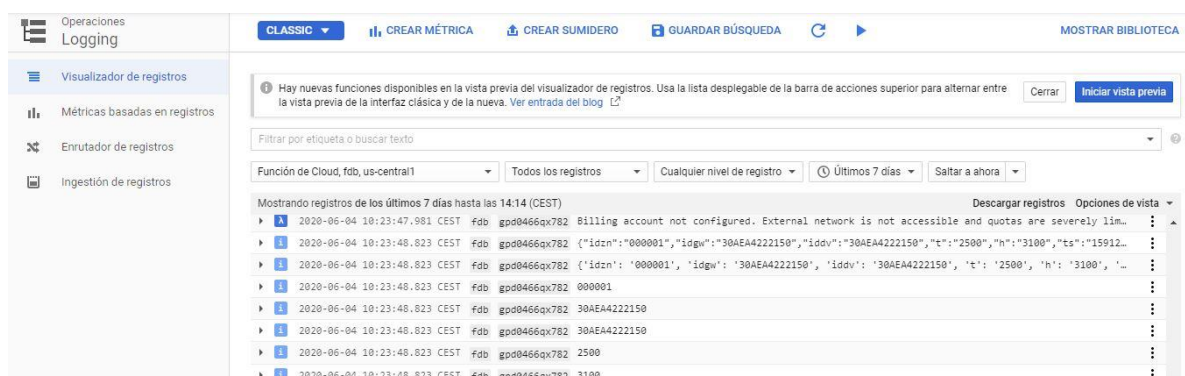 Operaciones
Logging
CLASSIC
CREAR MÉTRICA
CREAR SUMIDERO
GUARDAR BÚSQUEDA
MOSTRAR BIBLIOTECA
Visualizador de registros
Métricas basadas en registros
Enrutador de registros
Ingestión de registros
Hay nuevas funciones disponibles en la vista previa del visualizador de registros. Usa la lista desplegable de la barra de acciones superior para alternar entre
la vista previa de la interfaz clásica y de la nueva. Ver entrada del blog
Cerrar
Iniciar vista previa
Filtrar por etiqueta o buscar texto
Función de Cloud, fdb, us-central1
Todos los registros
Cualquier nivel de registro
Últimos 7 días
Saltar a ahora
Mostrando registros de los últimos 7 días hasta las 14:14 (CEST)
Descargar registros Opciones de vista
2020-06-04 10:23:47.981 CEST fdb gpd0466qx782 Billing account not configured. External network is not accessible and quotas are severely lim…
2020-06-04 10:23:48.823 CEST fdb gpd0466qx782 {"idzn":"000001","idgw":"30AEA4222150","iddv":"30AEA4222150","t":"2500","h":"3100","ts":"15912…
2020-06-04 10:23:48.823 CEST fdb gpd0466qx782 {'idzn': '000001', 'idgw': '30AEA4222150', 'iddv': '30AEA4222150', 't': '2500', 'h': '3100', '…
2020-06-04 10:23:48.823 CEST fdb gpd0466qx782 000001
2020-06-04 10:23:48.823 CEST fdb gpd0466qx782 30AEA4222150
2020-06-04 10:23:48.823 CEST fdb gpd0466qx782 30AEA4222150
2020-06-04 10:23:48.823 CEST fdb gpd0466qx782 2500
2020-06-04 10:23:48.823 CEST fdb gpd0466qx782 3100